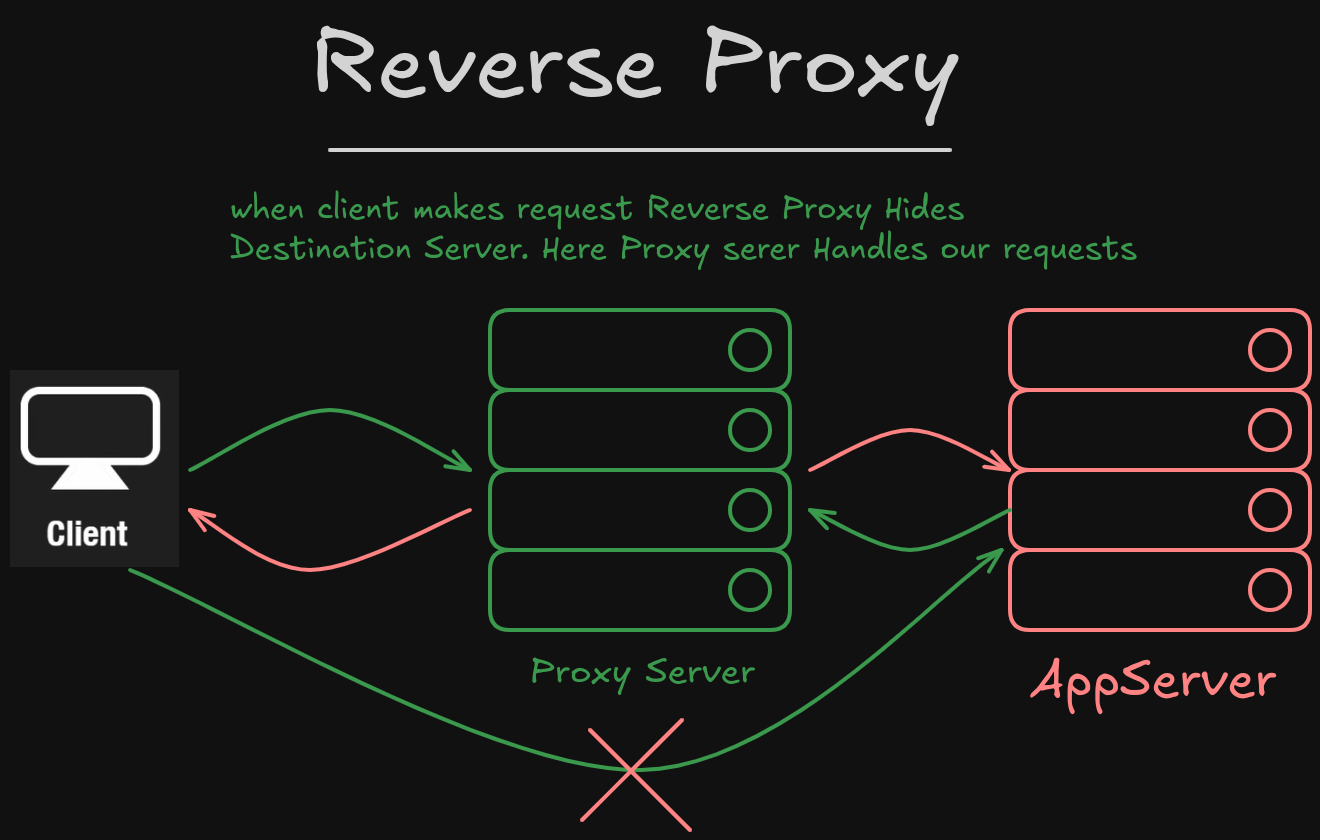 Reverse Proxy
when client makes request Reverse Proxy Hides
Destination Server. Here Proxy serer Handles our requests
Client
Proxy Server
AppServer